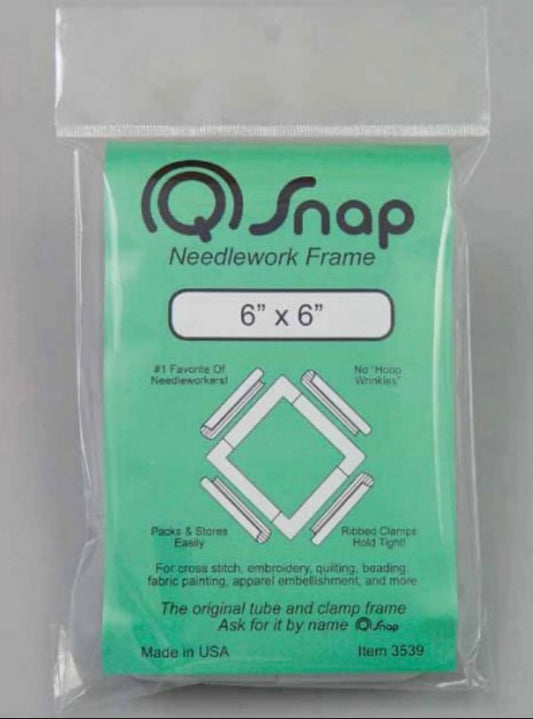 Q Snap
Needlework Frame
6" x 6"
#1 Favorite Of
Needleworkers!
No "Hoop
Wrinkles"
Packs & Stores
Easily
Ribbed Clamps
Hold Tight!
For cross stitch, embroidery, quilting, beading
fabric painting, apparel embellishment, and more
The original tube and clamp frame
Ask for it by name Q Snap
Made in USA
Item 3539